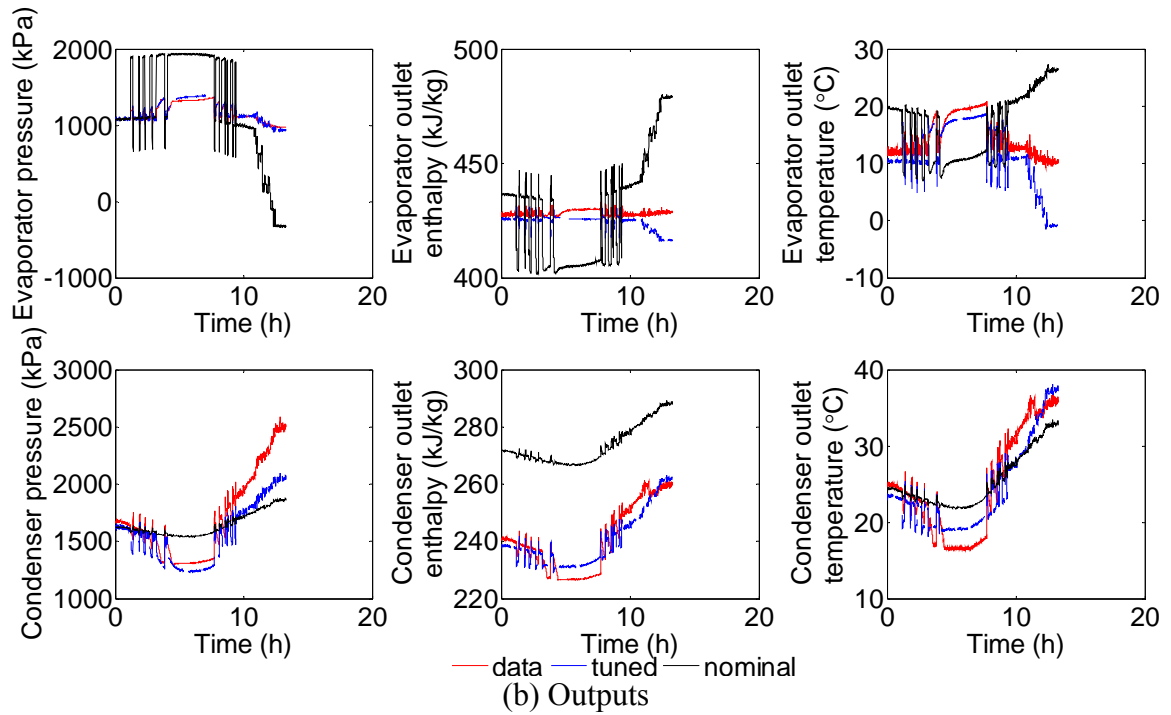 Evaporator pressure (kPa)
2000
1000
0
-1000
0 10 20
Time (h)
Evaporator outlet
enthalpy (kJ/kg)
500
450
400
0 10 20
Time (h)
Evaporator outlet
temperature (°C)
30
20
10
0
-10
0 10 20
Time (h)
Condenser pressure (kPa)
3000
2500
2000
1500
1000
0 10 20
Time (h)
Condenser outlet
enthalpy (kJ/kg)
300
280
260
240
220
0 10 20
Time (h)
Condenser outlet
temperature (°C)
40
30
20
10
0 10 20
Time (h)
data tuned nominal
(b) Outputs